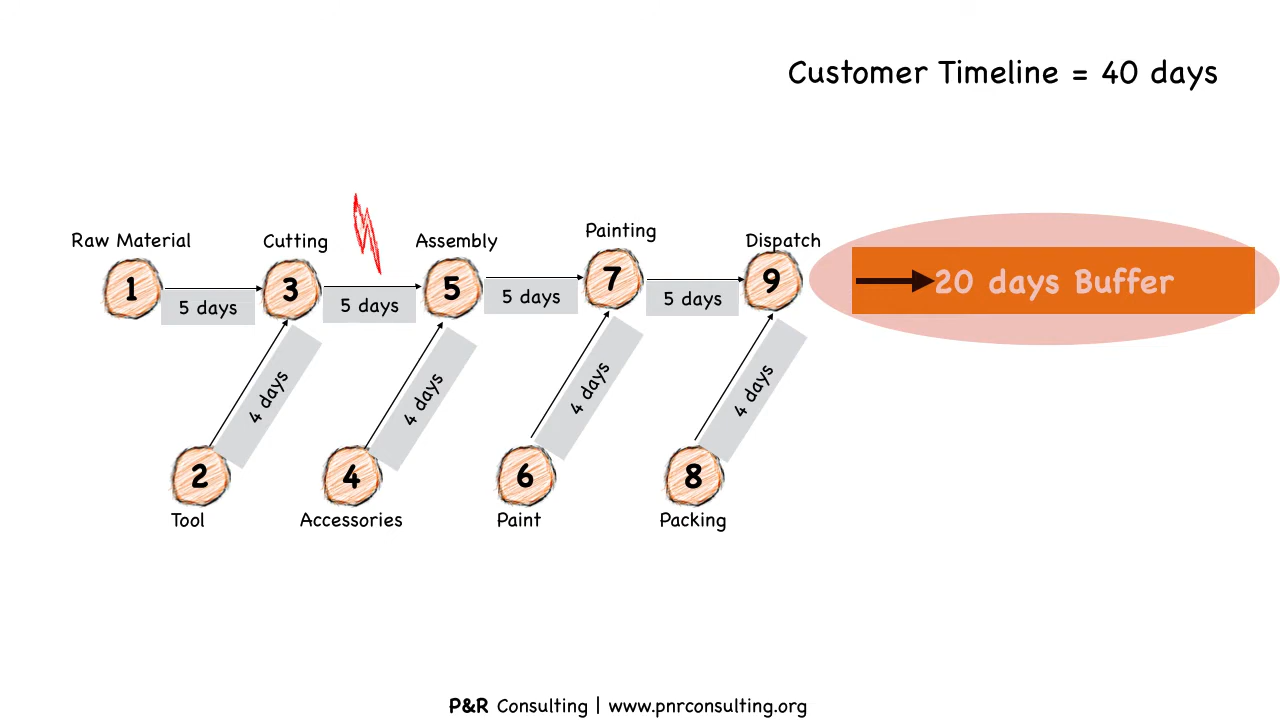 Customer Timeline = 40 days
Raw Material
Cutting
Assembly
Painting
Dispatch
1
5 days
3
5 days
5
5 days
7
5 days
9
20 days Buffer
4 days
4 days
4 days
4 days
2
4
6
8
Tool
Accessories
Paint
Packing
P&R Consulting | www.pnrconsulting.org